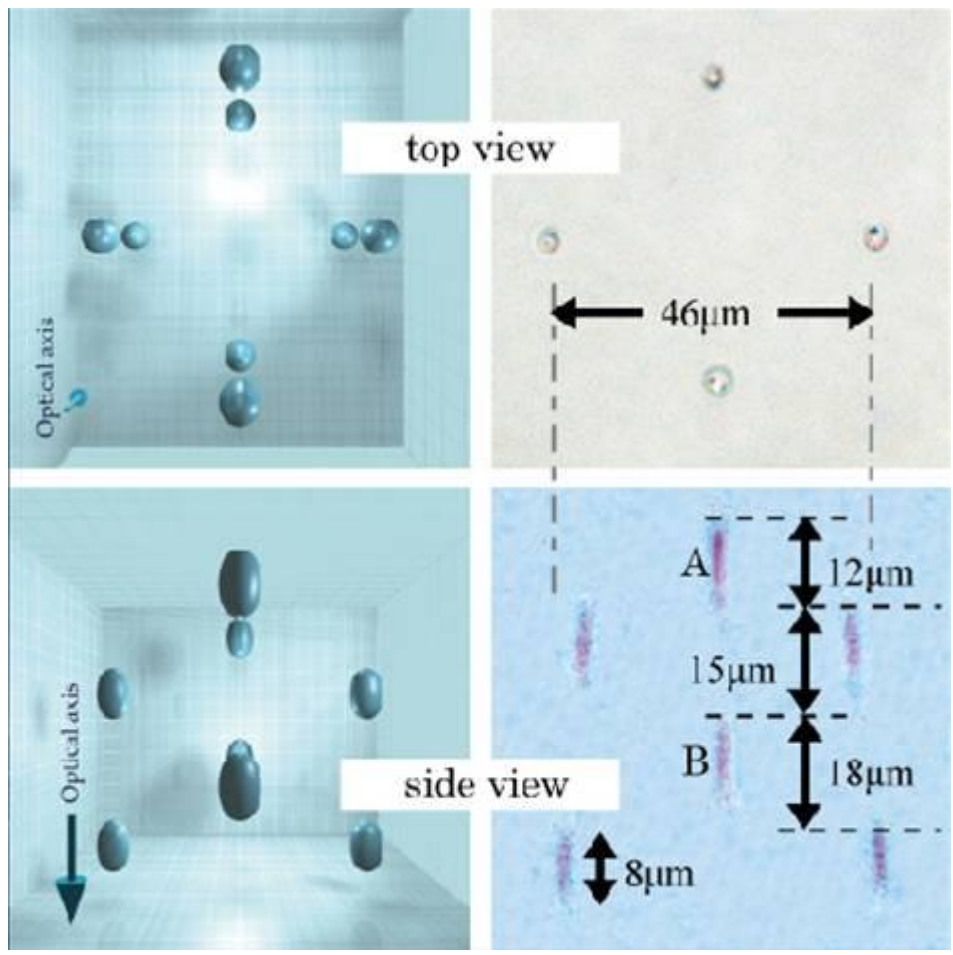 top view
46µm
Optical axis
A
12µm
15µm
Optical axis
B
side view
18µm
8µm